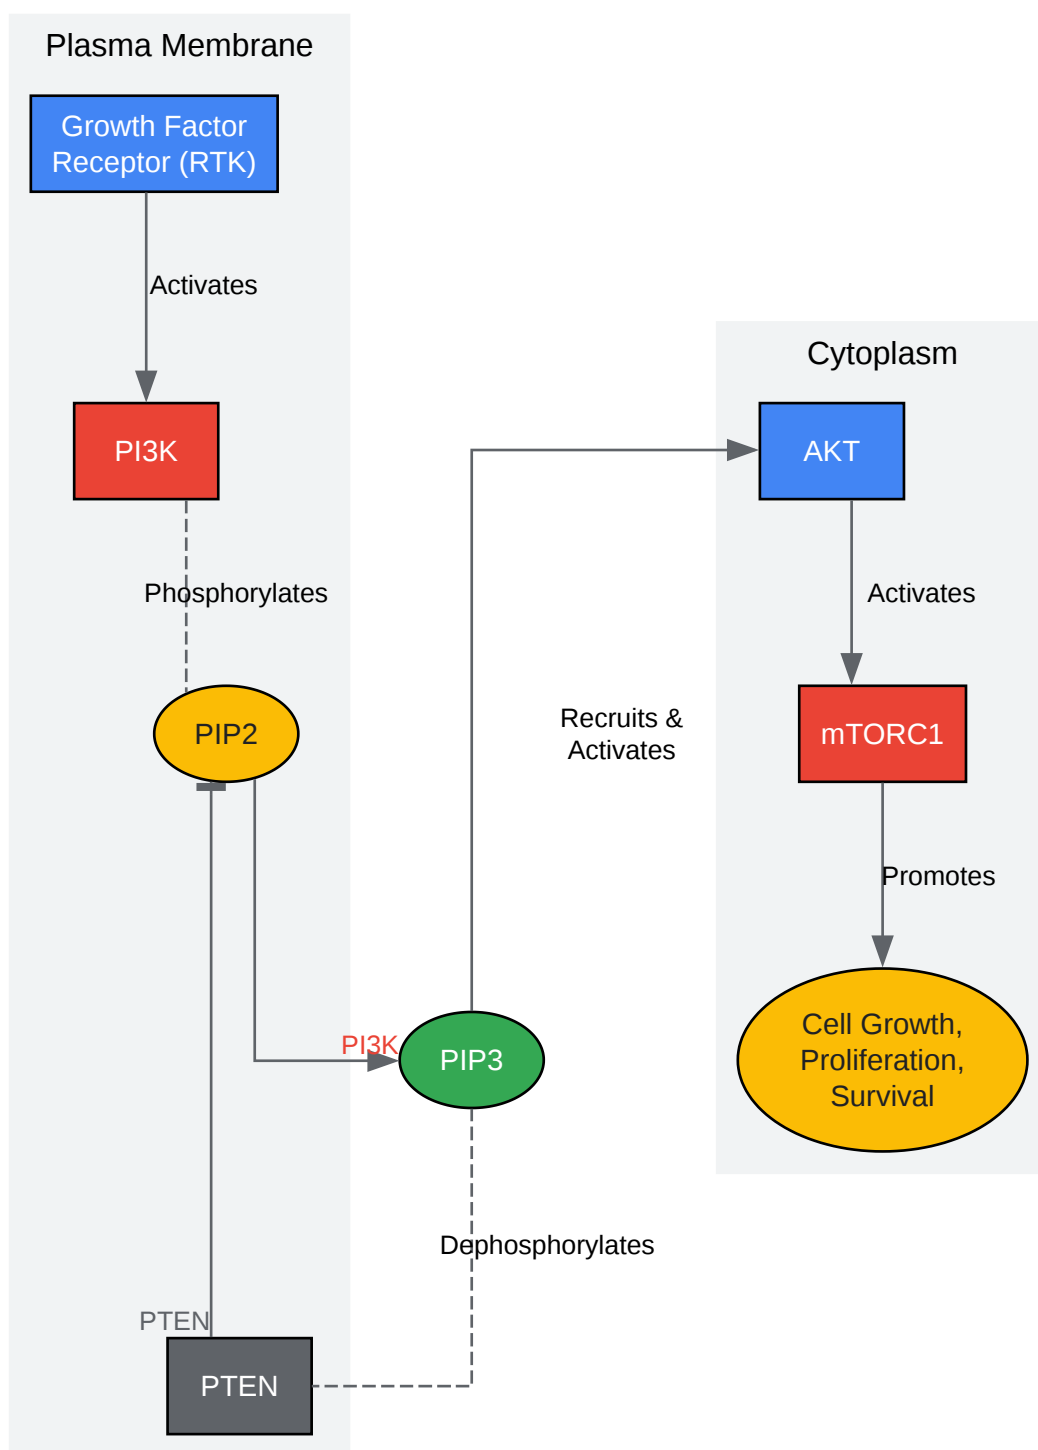 Plasma Membrane
Growth Factor
Receptor (RTK)
Activates
PI3K
Phosphorylates
PIP2
PI3K
PIP3
Dephosphorylates
PTEN
PTEN
Recruits &
Activates
Cytoplasm
AKT
Activates
mTORC1
Promotes
Cell Growth,
Proliferation,
Survival